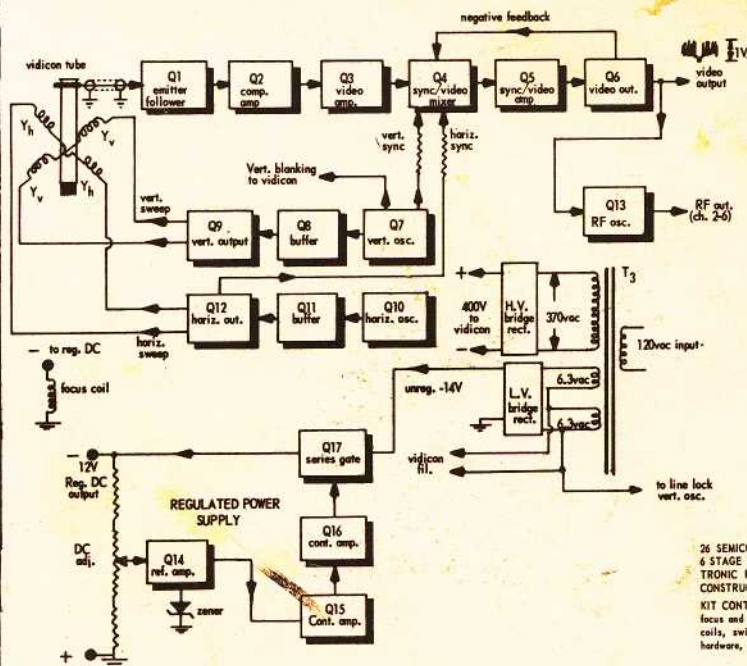 negative feedback
vidicon tube
Q1
emitter
follower
Q2
comp.
amp
Q3
video
amp.
Q4
sync/video
mixer
Q5
sync/video
amp
Q6
video out.
1V
video
output
Yh
Yv
Yv
Yh
vert.
sync
horiz.
sync
Vert. blanking
to vidicon
vert.
sweep
Q9
vert. output
Q8
buffer
Q7
vert. osc.
Q13
RF osc.
RF out.
(ch. 2-6)
Q12
horiz. out.
Q11
buffer
Q10
horiz. osc.
horiz.
sweep
+
400V
to
vidicon
-
H.V.
bridge
rect.
370vac
T3
120vac input-
- to reg. DC
focus coil
unreg. -14V
L.V.
bridge
rect.
6.3vac
6.3vac
-
12V
Reg. DC
output
Q17
series gate
vidicon
fil.
to line lock
vert. osc.
REGULATED POWER
SUPPLY
Q16
cont. amp.
DC
adj.
Q14
ref. amp.
zener
Q15
Cont. amp.
+
26
6 STAGE
KIT
focus and
hardware,